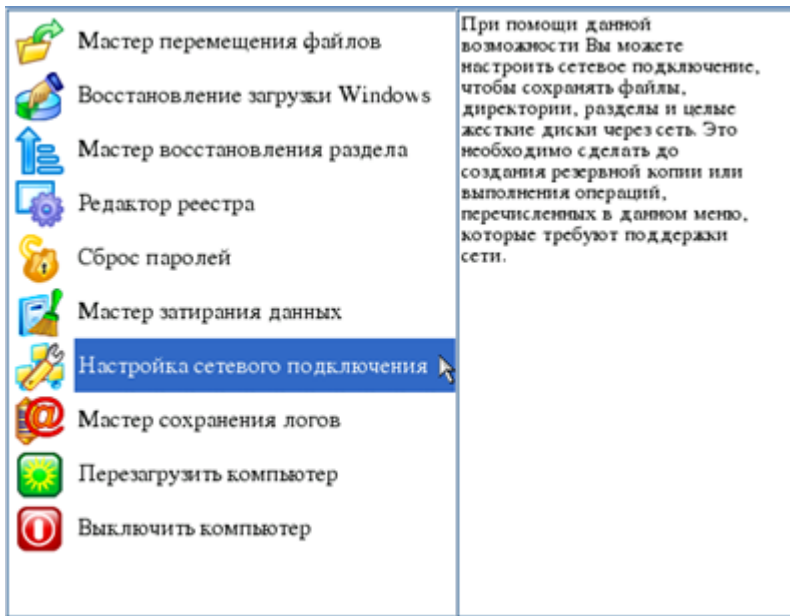 Мастер перемещения файлов
Восстановление загрузки Windows
Мастер восстановления раздела
Редактор реестра
Сброс паролей
Мастер затирания данных
Настройка сетевого подключения
Мастер сохранения логов
Перезагрузить компьютер
Выключить компьютер
При помощи данной
возможности Вы можете
настроить сетевое подключение,
чтобы сохранять файлы,
директории, разделы и целые
жесткие диски через сеть. Это
необходимо сделать до
создания резервной копии или
выполнения операций,
перечисленных в данном меню,
которые требуют поддержки
сети.